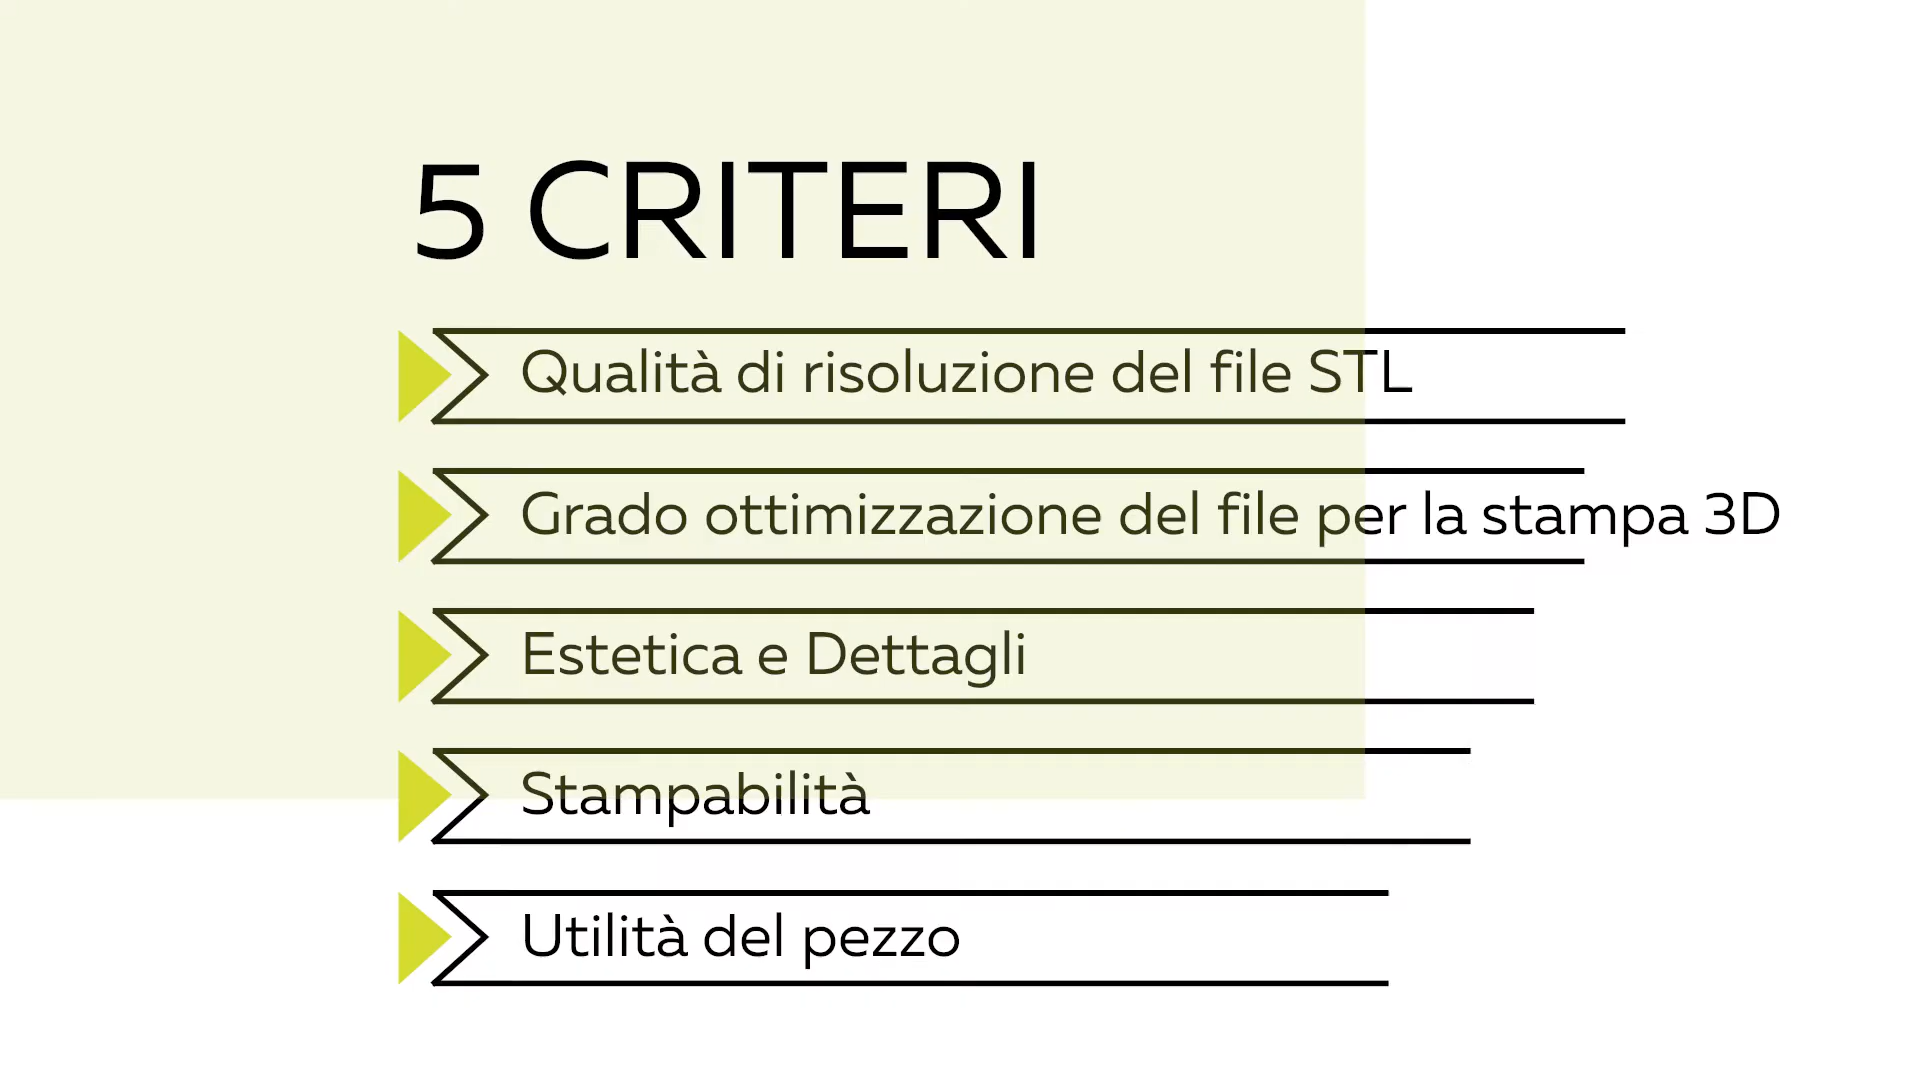 5 CRITERI
Qualità di risoluzione del file STL
Grado ottimizzazione del file per la stampa 3D
Estetica e Dettagli
Stampabilità
Utilità del pezzo